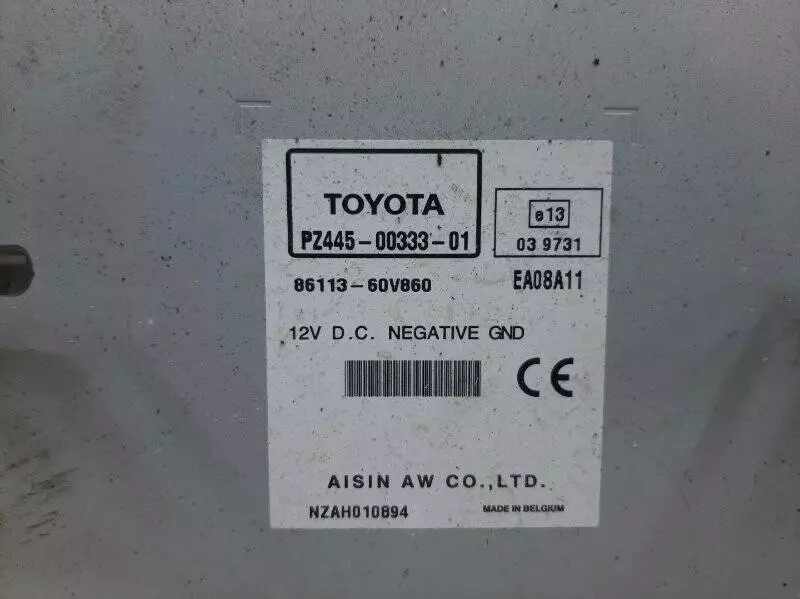 TOYOTA
PZ445-00333-01
e13
03 9731
86113-60V860
EA08A11
12V D.C. NEGATIVE GND
CE
AISIN AW CO.,LTD.
NZAH010894
MADE IN BELGIUM